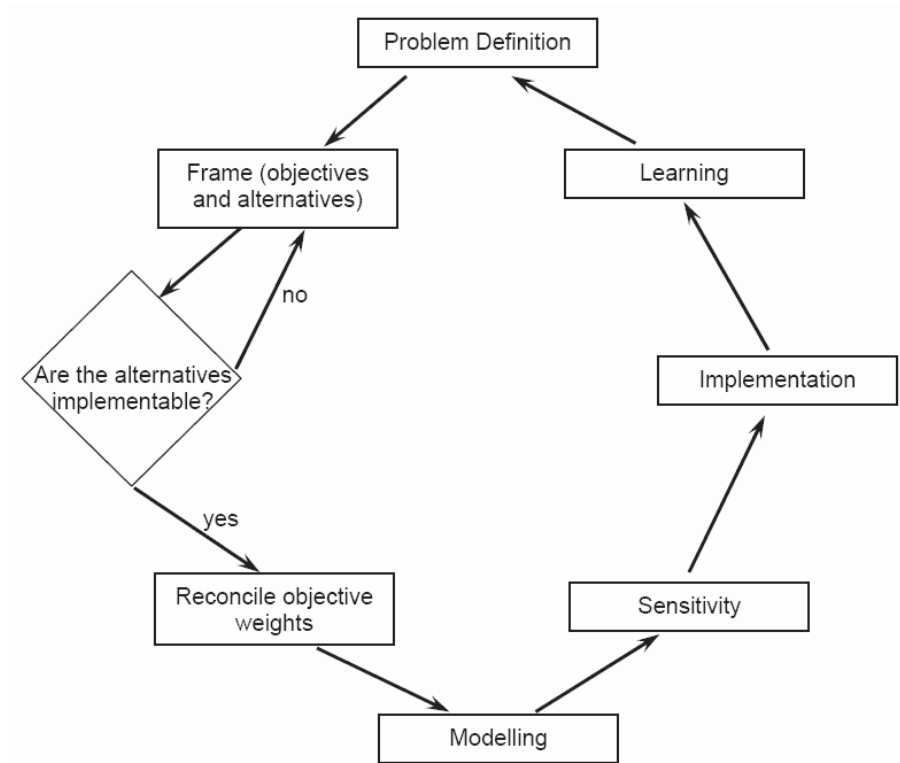 Problem Definition
Frame (objectives
and alternatives)
Learning
no
Are the alternatives
implementable?
Implementation
yes
Reconcile objective
weights
Sensitivity
Modelling